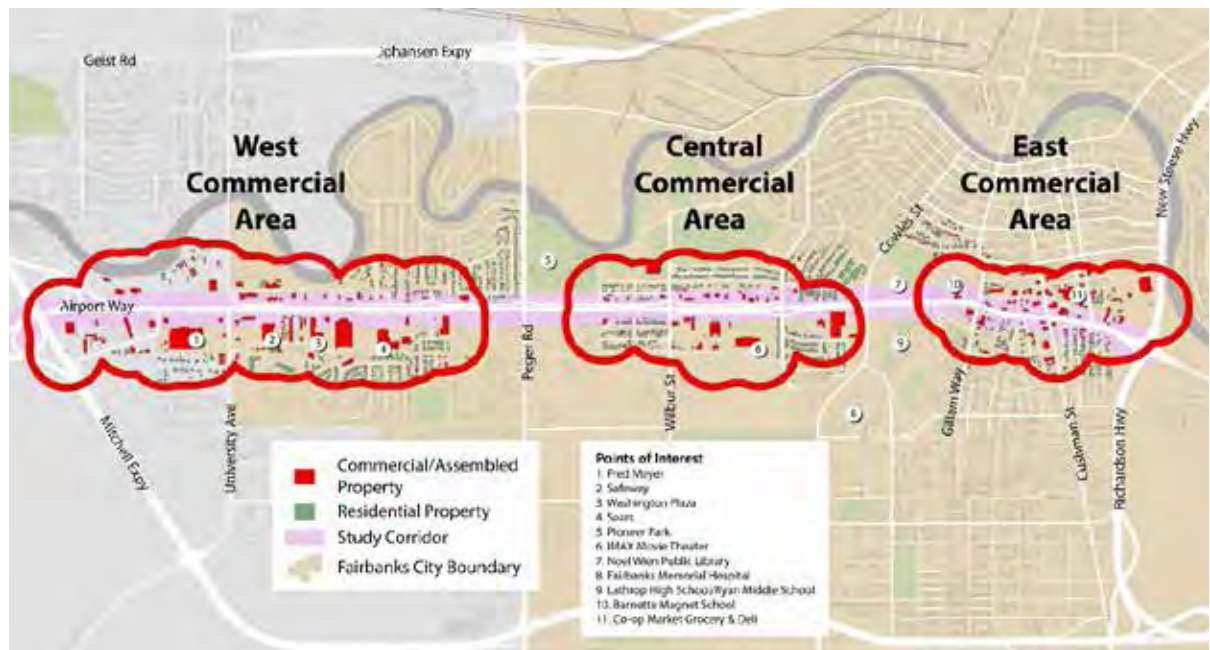 Geist Rd
Johansen Expy
West
Commercial
Area
Central
Commercial
Area
East
Commercial
Area
New Steese Hwy
Cowles St
5
7
10
11
Airport Way
1
2
3
4
6
9
8
Peger Rd
Wilbur St
Gillam Way
Cushman St
Richardson Hwy
University Ave
Mitchell Expy
Commercial/Assembled
Property
Residential Property
Study Corridor
Fairbanks City Boundary
Points of Interest
1. Fred Meyer
2. Safeway
3. Washington Plaza
4. Sears
5. Pioneer Park
6. IMAX Movie Theater
7. Noel Wien Public Library
8. Fairbanks Memorial Hospital
9. Lathrop High School/Ryan Middle School
10. Barnette Magnet School
11. Co-op Market Grocery & Deli